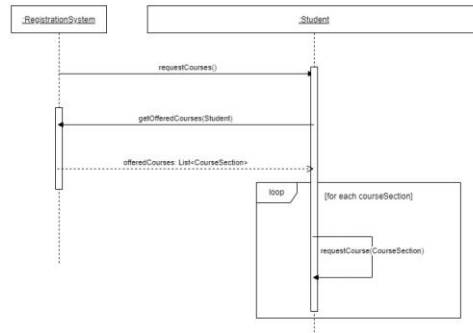 :RegistrationSystem
:Student
requestCourses()
getOfferedCourses(Student)
offeredCourses: List<CourseSection>
loop
[for each courseSection]
requestCourse(CourseSection)